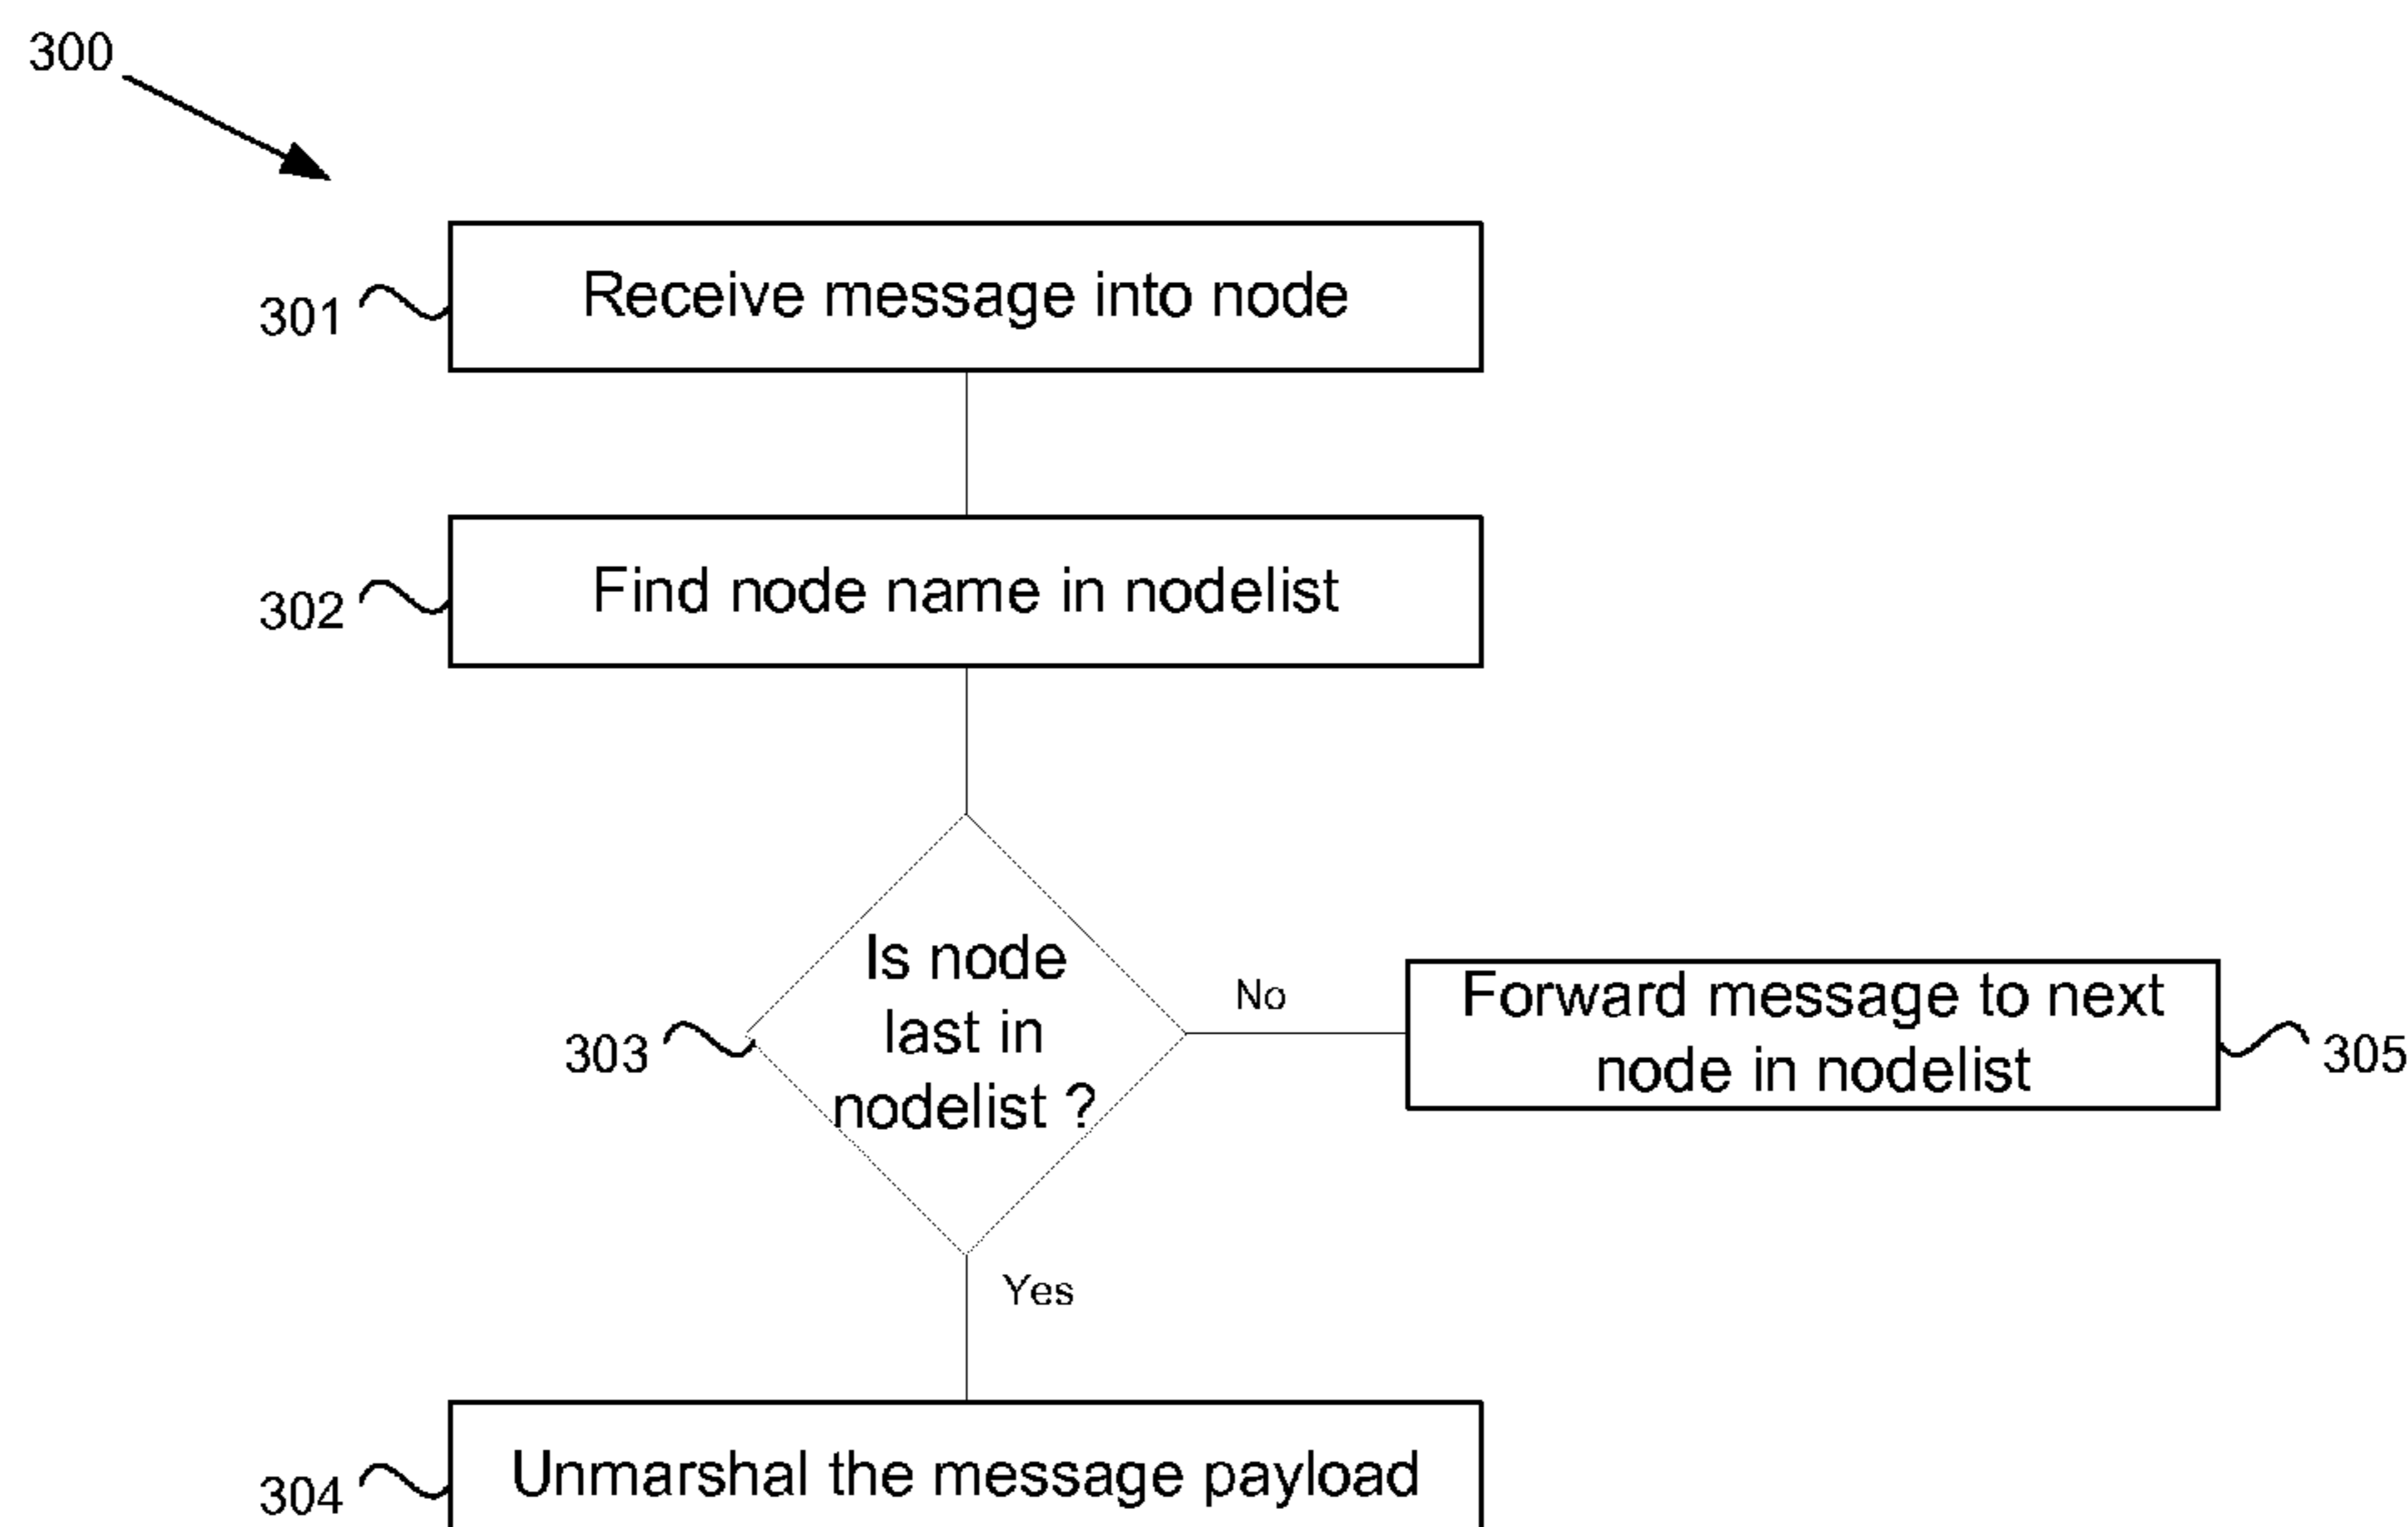 300
301
Receive message into node
302
Find node name in nodelist
303
Is node
last in
nodelist ?
No
Forward message to next
node in nodelist
305
Yes
304
Unmarshal the message payload